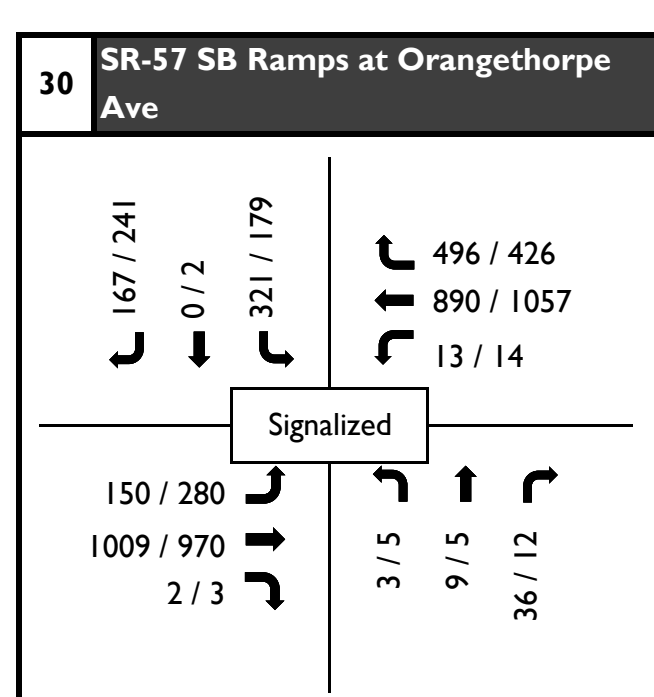 30
SR-57 SB Ramps at Orangethorpe
Ave
167 / 241
0 / 2
321 / 179
496 / 426
890 / 1057
13 / 14
Signalized
150 / 280
1009 / 970
2 / 3
3 / 5
9 / 5
36 / 12